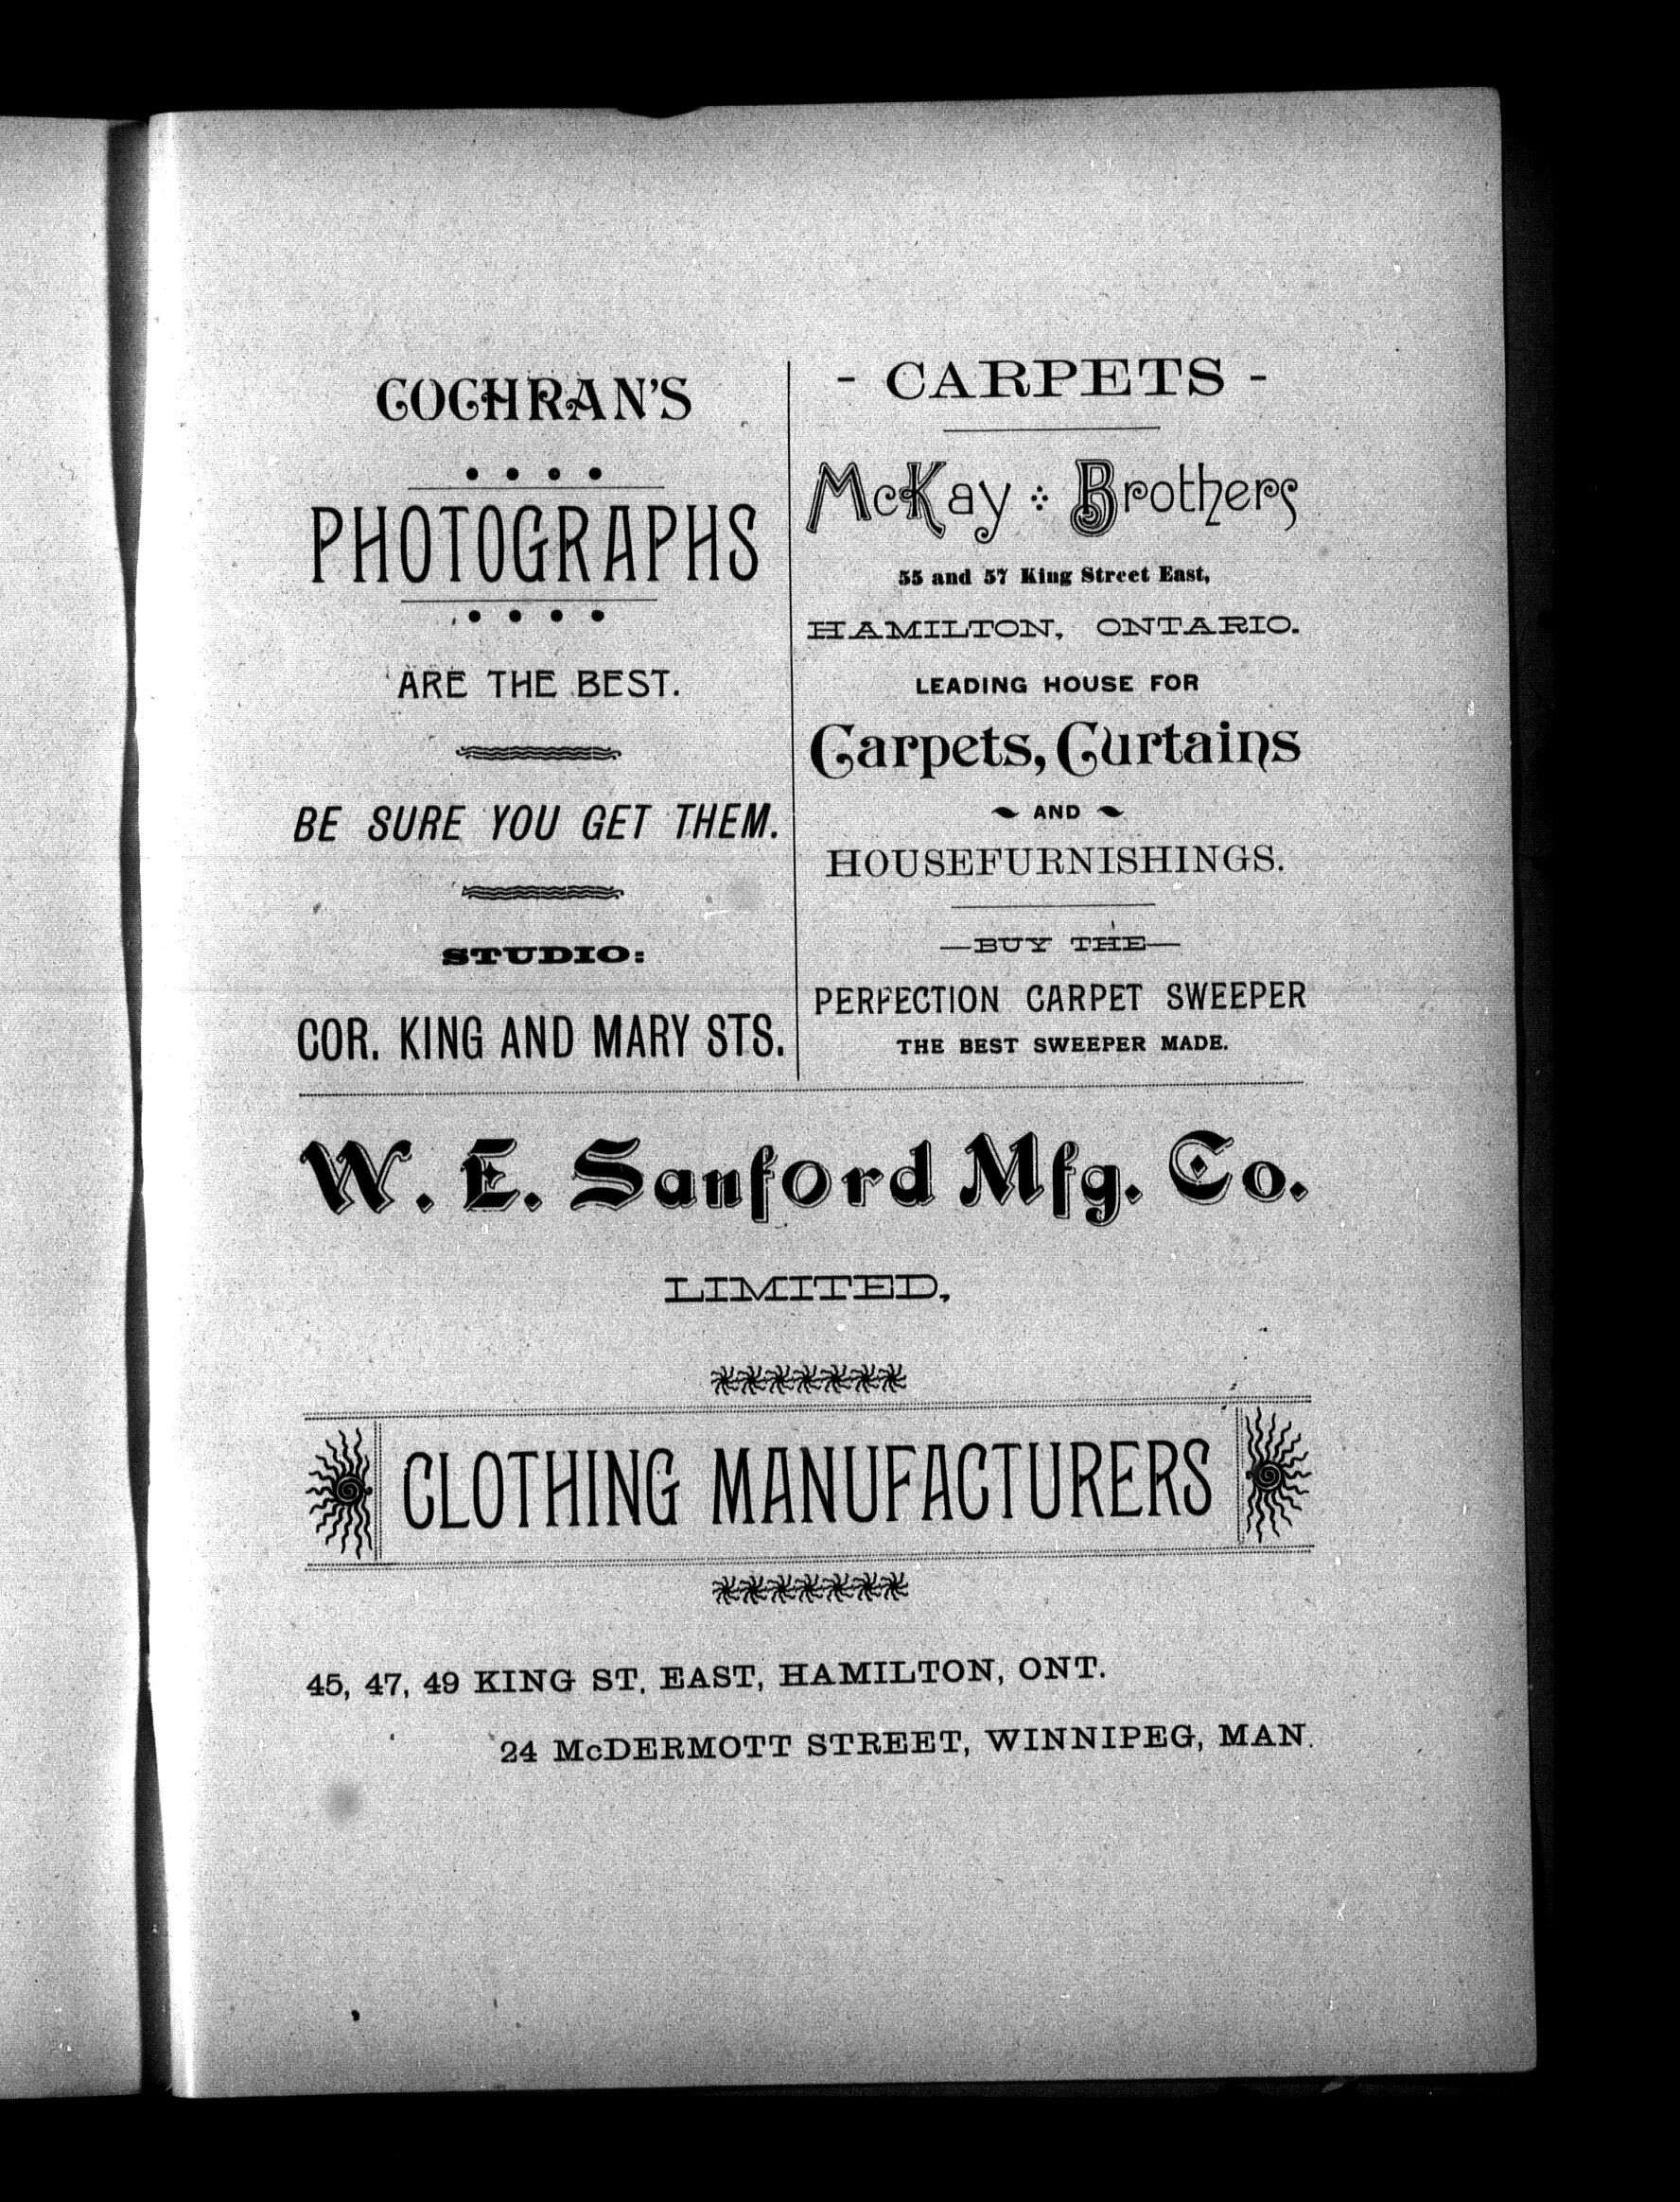 COCHRAN'S
PHOTOGRAPHS
ARE THE BEST.
BE SURE YOU GET THEM.
STUDIO:
COR. KING AND MARY STS.
- CARPETS -
McKay Brothers
55 and 57 King Street East,
HAMILTON, ONTARIO.
LEADING HOUSE FOR
Carpets, Curtains
AND
HOUSEFURNISHINGS.
—BUY THE—
PERFECTION CARPET SWEEPER
THE BEST SWEEPER MADE.
W. E. Sanford Mfg. Co.
LIMITED,
CLOTHING MANUFACTURERS
45, 47, 49 KING ST. EAST, HAMILTON, ONT.
24 McDERMOTT STREET, WINNIPEG, MAN.